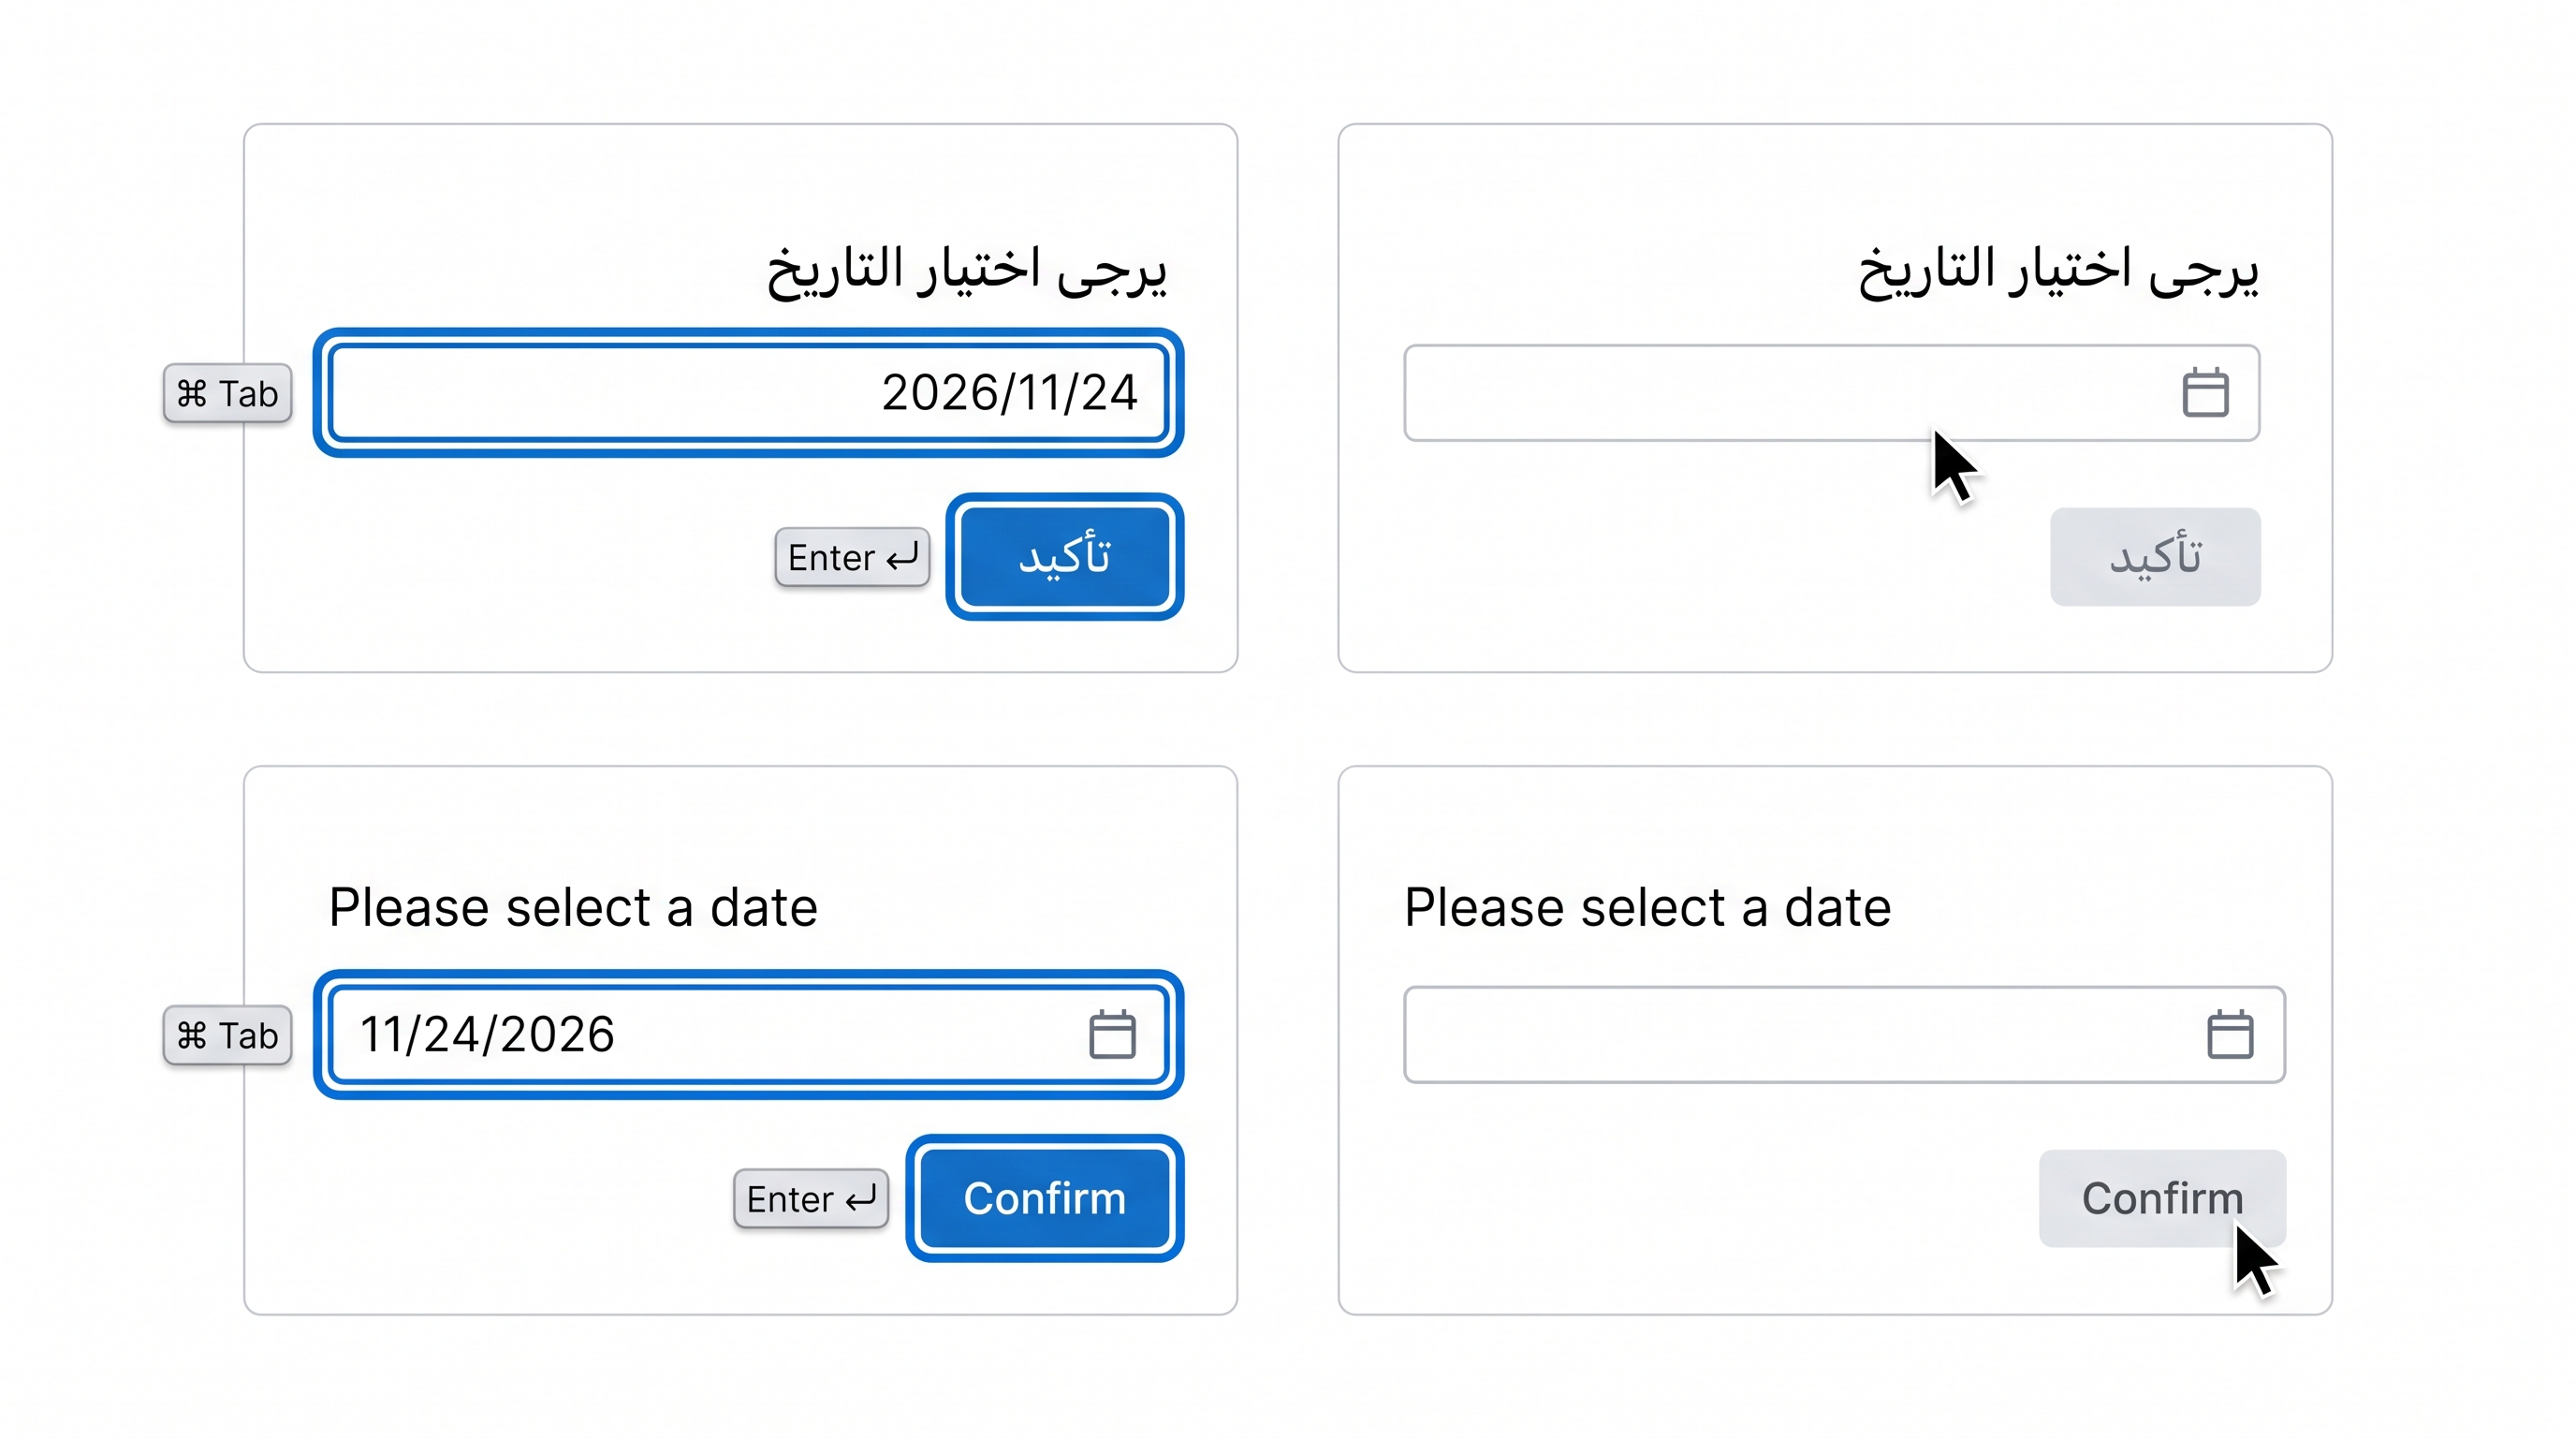 يرجى اختيار التاريخ
⌘ Tab
2026/11/24
Enter ↵
تأكيد
يرجى اختيار التاريخ
تأكيد
Please select a date
⌘ Tab
11/24/2026
Enter ↵
Confirm
Please select a date
Confirm